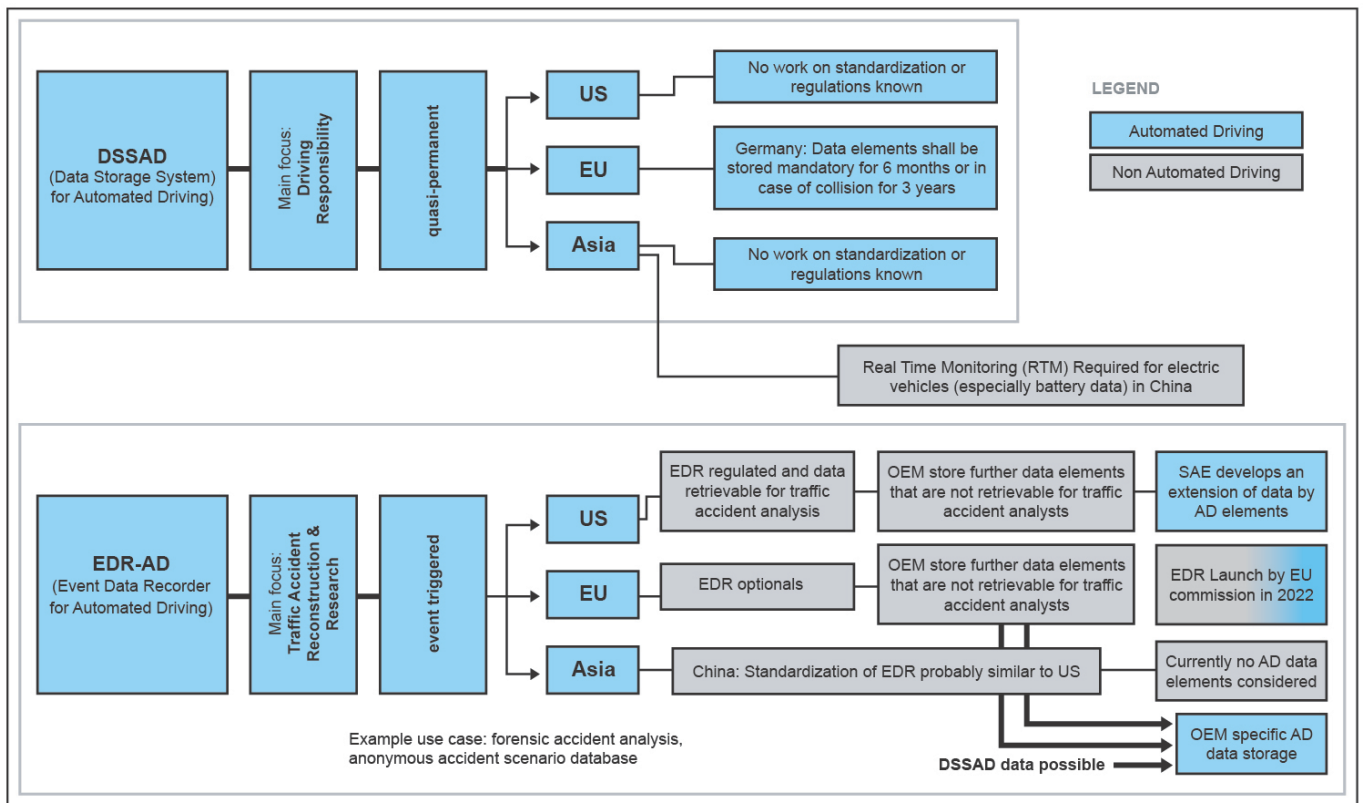 DSSAD
(Data Storage System)
for Automated Driving)
Main focus:
Driving
Responsibility
quasi-permanent
US
No work on standardization or
regulations known
EU
Germany: Data elements shall be
stored mandatory for 6 months or in
case of collision for 3 years
Asia
No work on standardization or
regulations known
LEGEND
Automated Driving
Non Automated Driving
Real Time Monitoring (RTM) Required for electric
vehicles (especially battery data) in China
EDR-AD
(Event Data Recorder
for Automated Driving)
Main focus:
Traffic Accident
Reconstruction &
Research
event triggered
US
EDR regulated and data
retrievable for traffic
accident analysis
OEM store further data elements
that are not retrievable for traffic
accident analysts
SAE develops an
extension of data by
AD elements
EU
EDR optionals
OEM store further data elements
that are not retrievable for traffic
accident analysts
EDR Launch by EU
commission in 2022
Asia
China: Standardization of EDR probably similar to US
Currently no AD data
elements considered
Example use case: forensic accident analysis,
anonymous accident scenario database
DSSAD data possible
OEM specific AD
data storage